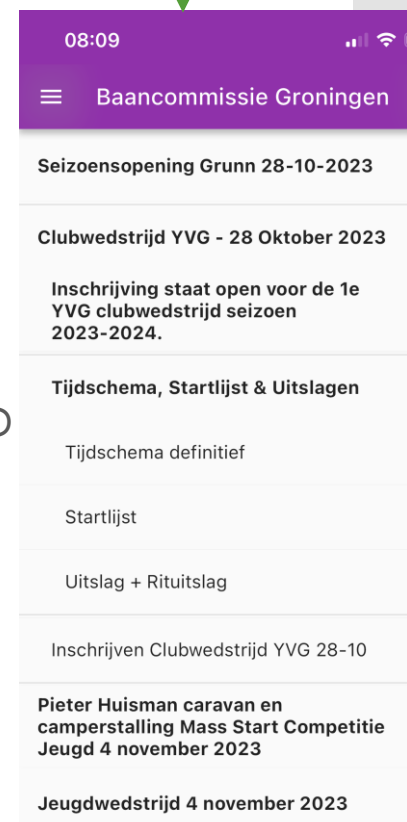 08:09
Baancommissie Groningen
Seizoensopening Grunn 28-10-2023
Clubwedstrijd YVG - 28 Oktober 2023
Inschrijving staat open voor de 1e
YVG clubwedstrijd seizoen
2023-2024.
Tijdschema, Startlijst & Uitslagen
Tijdschema definitief
Startlijst
Uitslag + Rituitslag
Inschrijven Clubwedstrijd YVG 28-10
Pieter Huisman caravan en
camperstalling Mass Start Competitie
Jeugd 4 november 2023
Jeugdwedstrijd 4 november 2023